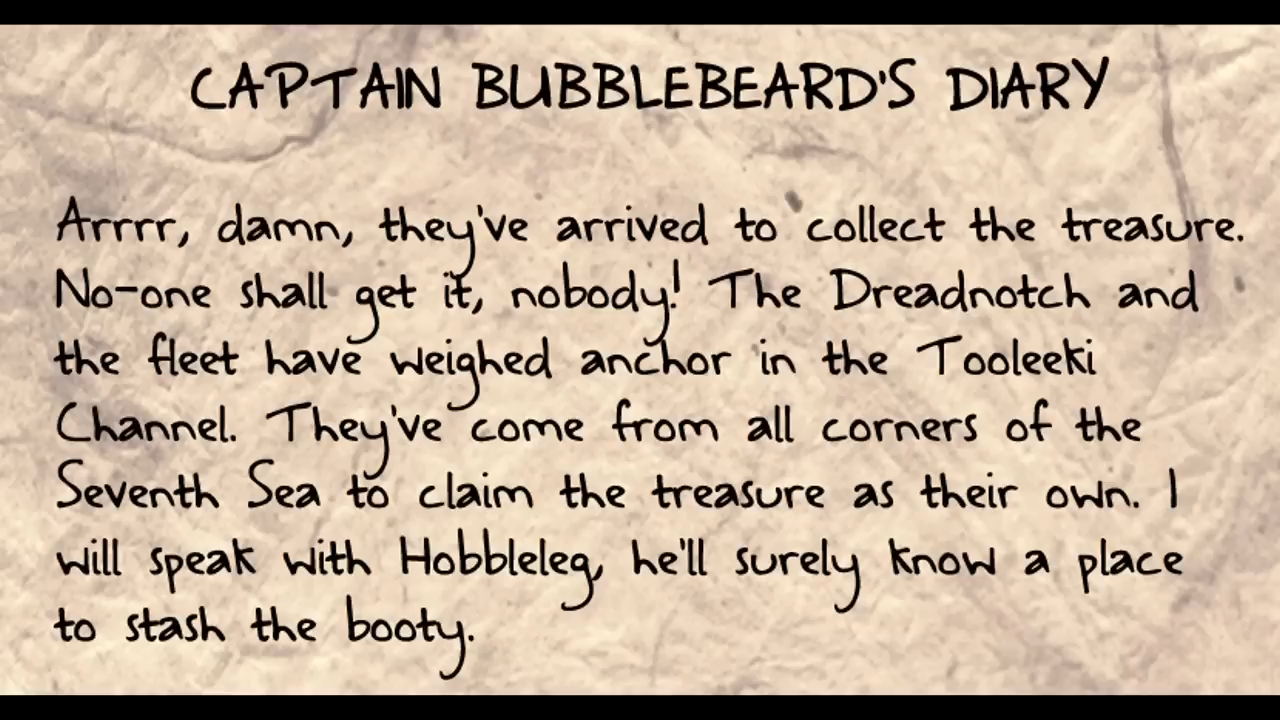 CAPTAIN BUBBLEBEARD'S DIARY
Arrrr, damn, they've arrived to collect the treasure.
No-one shall get it, nobody! The Dreadnotch and
the fleet have weighed anchor in the Tooleeki
Channel. They've come from all corners of the
Seventh Sea to claim the treasure as their own. I
will speak with Hobbleleg, he'll surely know a place
to stash the booty.